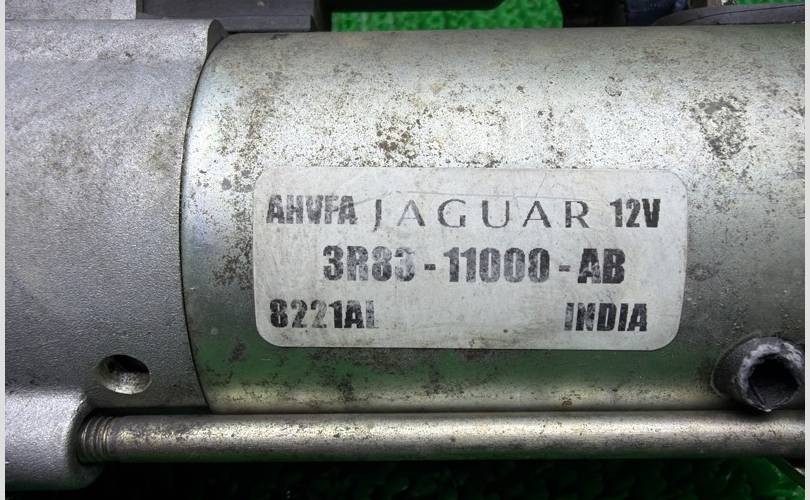 AHVFA JAGUAR 12V
3R83-11000-AB
8221AL
INDIA